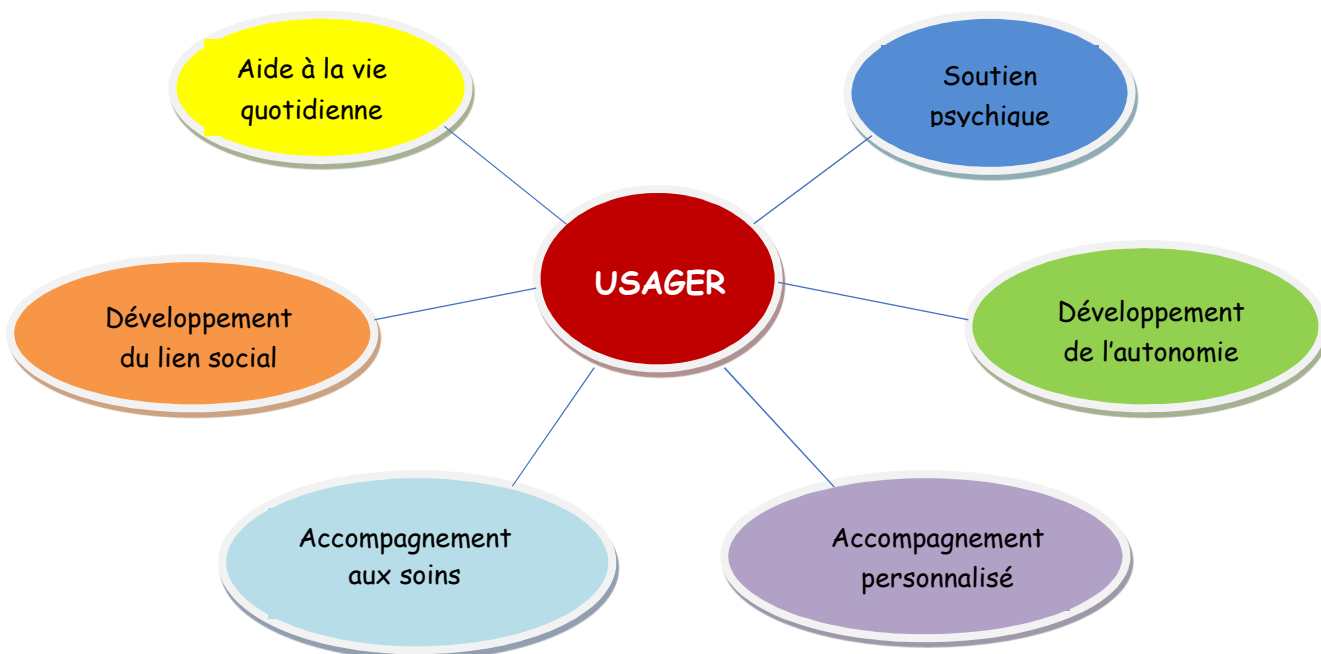 Aide à la vie
quotidienne
Soutien
psychique
USAGER
Développement
du lien social
Développement
de l'autonomie
Accompagnement
aux soins
Accompagnement
personnalisé